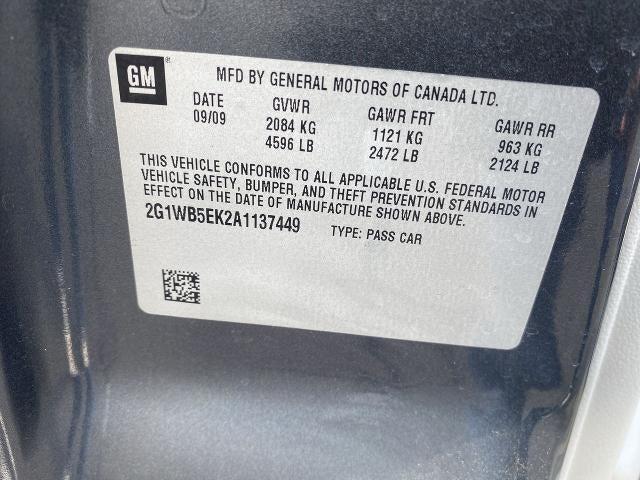 GM®
MFD BY GENERAL MOTORS OF CANADA LTD.
DATE GVWR GAWR FRT GAWR RR
09/09 2084 KG 1121 KG 963 KG
4596 LB 2472 LB 2124 LB
THIS VEHICLE CONFORMS TO ALL APPLICABLE U.S. FEDERAL MOTOR
VEHICLE SAFETY, BUMPER, AND THEFT PREVENTION STANDARDS IN
EFFECT ON THE DATE OF MANUFACTURE SHOWN ABOVE.
2G1WB5EK2A1137449 TYPE: PASS CAR